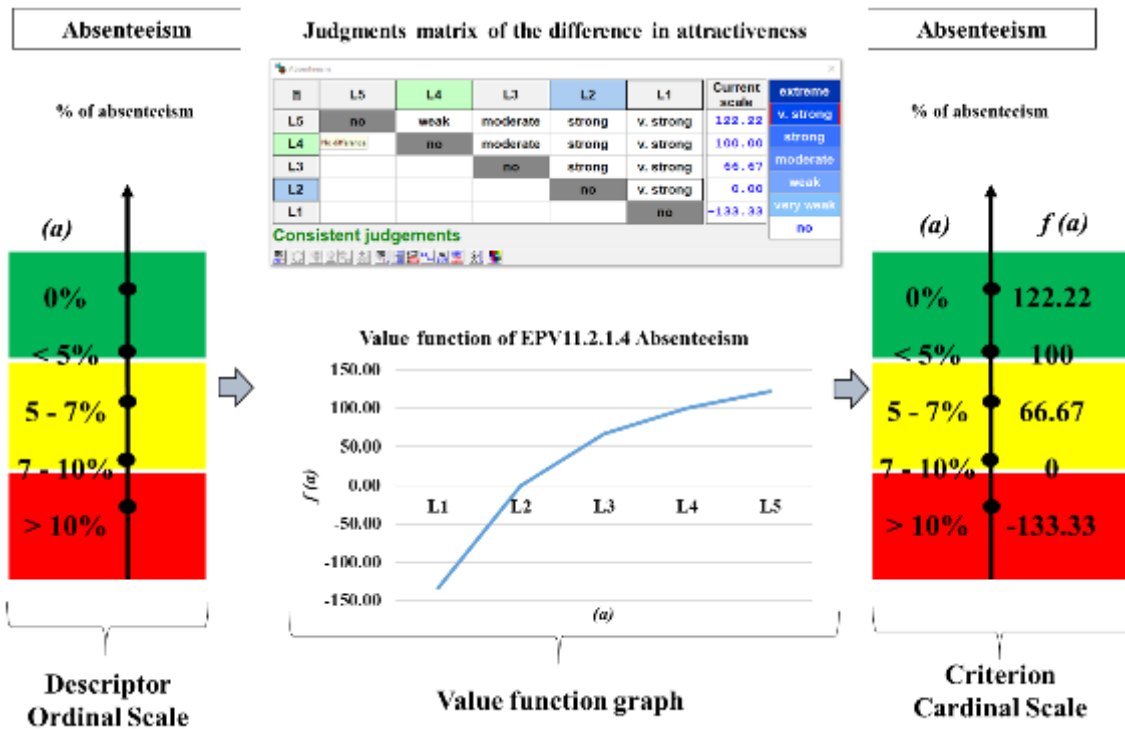 Absenteeism
Judgments matrix of the difference in attractiveness
Absenteeism
% of absenteeism
(a)
0%
< 5%
5 - 7%
7 - 10%
> 10%
Descriptor
Ordinal Scale
L5 L4 L3 L2 L1 Current scale
L5 no weak moderate strong v. strong 122.22
L4 No difference no moderate strong v. strong 100.00
L3 no strong v. strong 66.67
L2 no v. strong 0.00
L1 no -133.33
extreme
v. strong
strong
moderate
weak
very weak
no
Consistent judgements
Value function of EPV11.2.1.4 Absenteeism
150.00
100.00
50.00
0.00
-50.00
-100.00
-150.00
f (a)
L1 L2 L3 L4 L5
(a)
Value function graph
% of absenteeism
(a) f (a)
0% 122.22
< 5% 100
5 - 7% 66.67
7 - 10% 0
> 10% -133.33
Criterion
Cardinal Scale